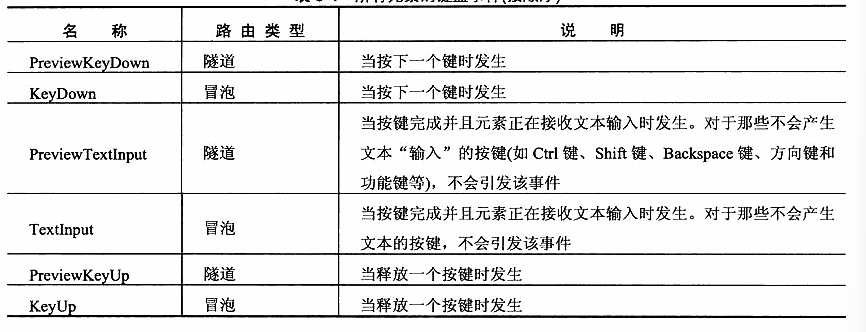 名 称 路 由 类 型 说 明
PreviewKeyDown 隧道 当按下一个键时发生
KeyDown 冒泡 当按下一个键时发生
当按键完成并且元素正在接收文本输入时发生。对于那些不会产生
PreviewTextInput 隧道 文本“输入”的按键(如 Ctrl 键、Shift 键、Backspace 键、方向键和
功能键等)，不会引发该事件
当按键完成并且元素正在接收文本输入时发生。对于那些不会产生
TextInput 冒泡 文本的按键，不会引发该事件
PreviewKeyUp 隧道 当释放一个按键时发生
KeyUp 冒泡 当释放一个按键时发生